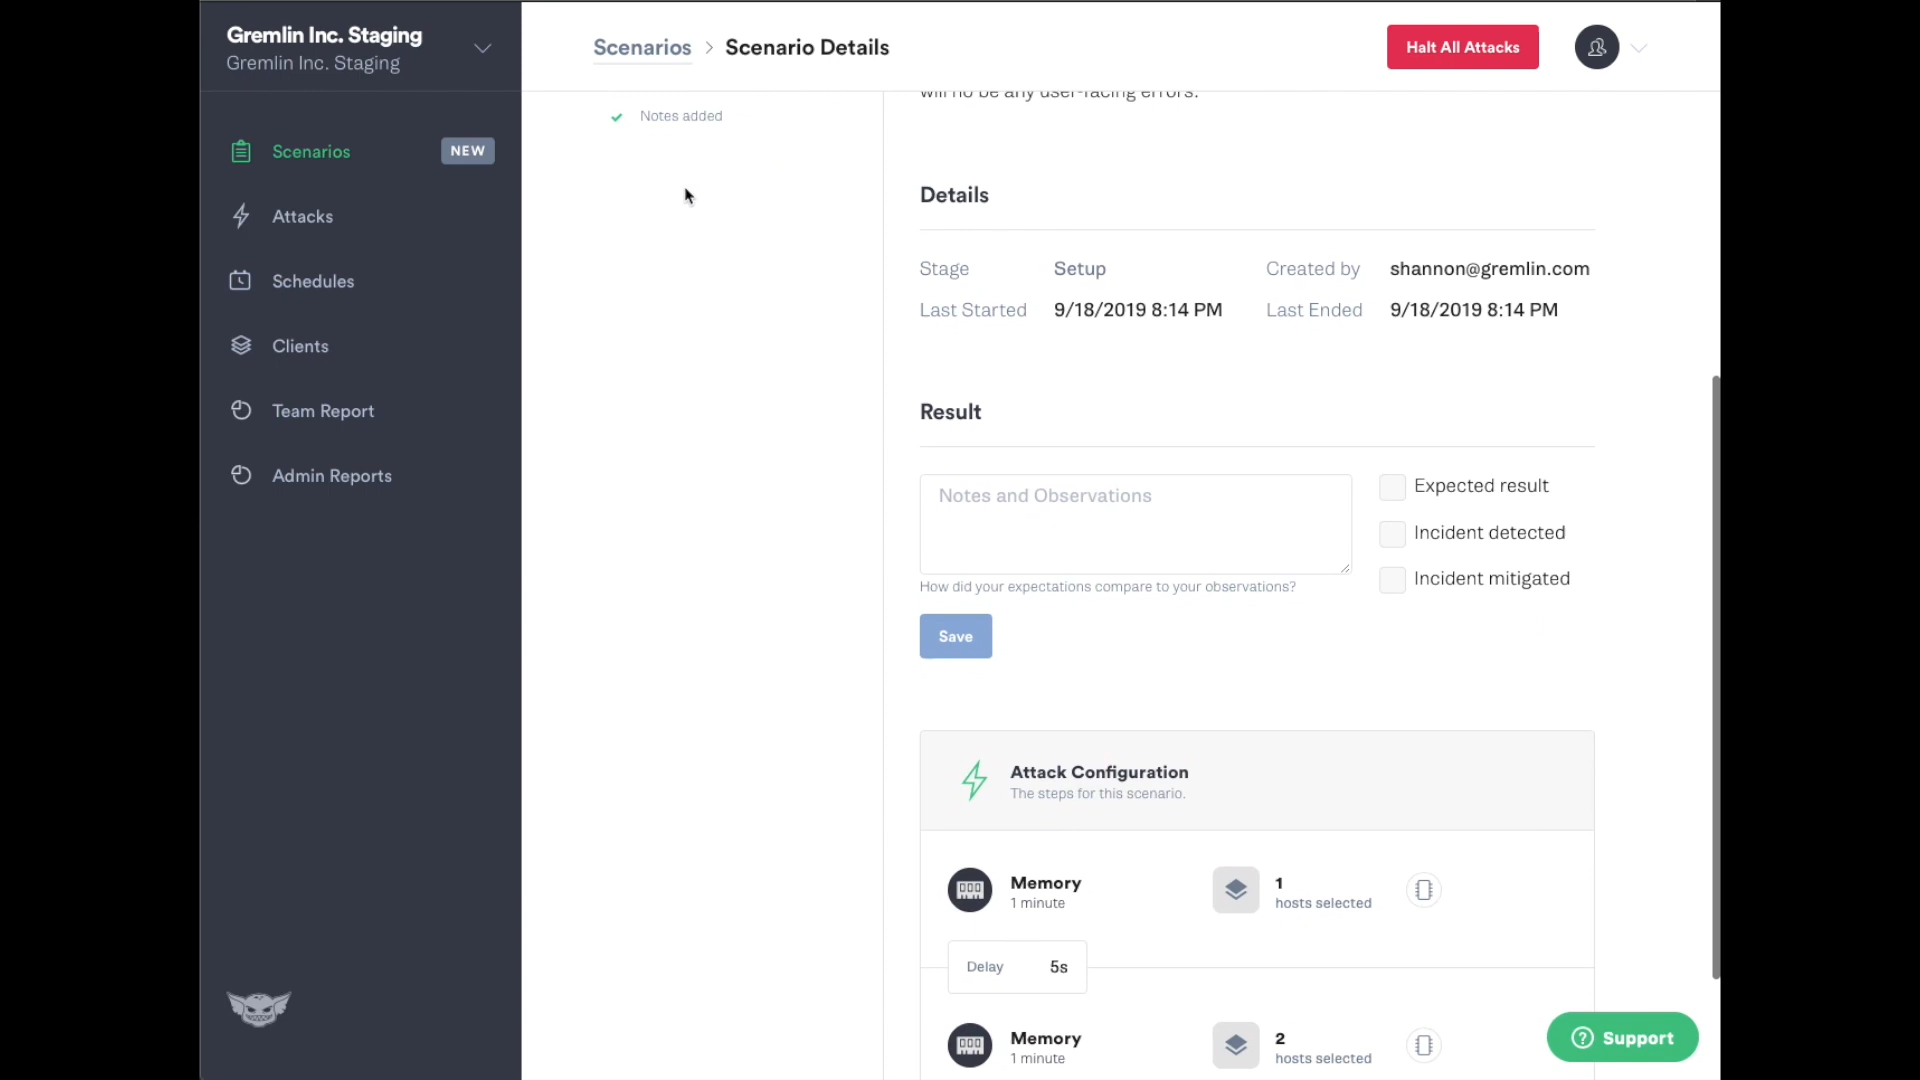 Gremlin Inc. Staging
Gremlin Inc. Staging
Scenarios
NEW
Attacks
Schedules
Clients
Team Report
Admin Reports
Scenarios > Scenario Details
Halt All Attacks
Notes added
will no be any user-facing errors.
Details
Stage Setup Created by shannon@gremlin.com
Last Started 9/18/2019 8:14 PM Last Ended 9/18/2019 8:14 PM
Result
Notes and Observations
Expected result
Incident detected
Incident mitigated
How did your expectations compare to your observations?
Save
Attack Configuration
The steps for this scenario.
Memory
1 minute
1
hosts selected
Delay 5s
Memory
1 minute
2
hosts selected
Support